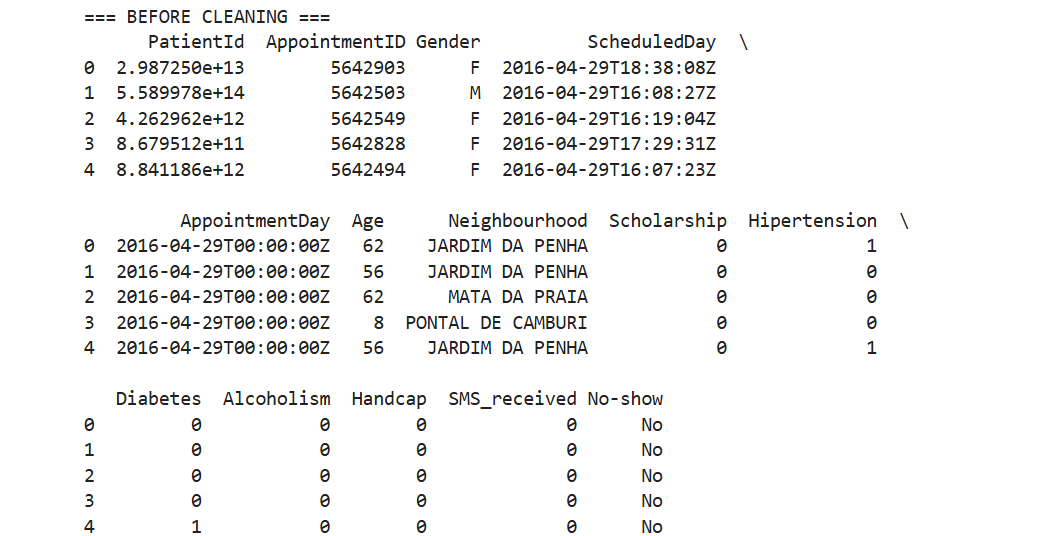 === BEFORE CLEANING ===
PatientId AppointmentID Gender ScheduledDay \
0 2.987250e+13 5642903 F 2016-04-29T18:38:08Z
1 5.589978e+14 5642503 M 2016-04-29T16:08:27Z
2 4.262962e+12 5642549 F 2016-04-29T16:19:04Z
3 8.679512e+11 5642828 F 2016-04-29T17:29:31Z
4 8.841186e+12 5642494 F 2016-04-29T16:07:23Z
AppointmentDay Age Neighbourhood Scholarship Hipertension \
0 2016-04-29T00:00:00Z 62 JARDIM DA PENHA 0 1
1 2016-04-29T00:00:00Z 56 JARDIM DA PENHA 0 0
2 2016-04-29T00:00:00Z 62 MATA DA PRAIA 0 0
3 2016-04-29T00:00:00Z 8 PONTAL DE CAMBURI 0 0
4 2016-04-29T00:00:00Z 56 JARDIM DA PENHA 0 1
Diabetes Alcoholism Handcap SMS_received No-show
0 0 0 0 0 No
1 0 0 0 0 No
2 0 0 0 0 No
3 0 0 0 0 No
4 1 0 0 0 No